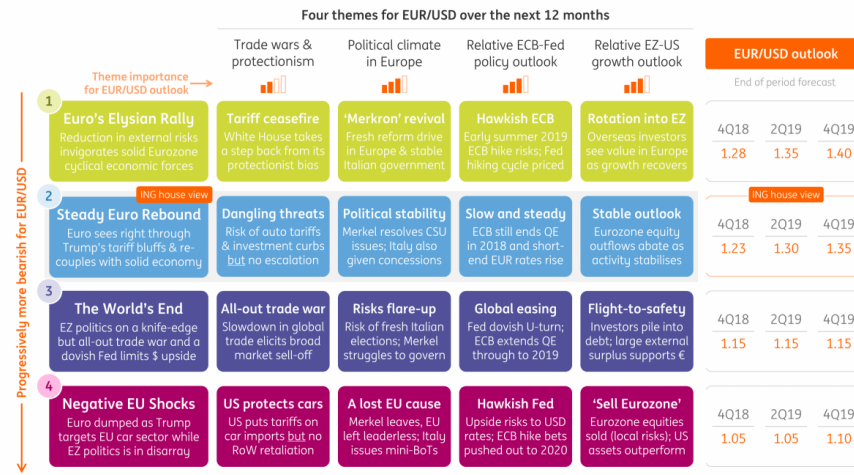 Four themes for EUR/USD over the next 12 months
Trade wars &
protectionism
Political climate
in Europe
Relative ECB-Fed
policy outlook
Relative EZ-US
growth outlook
EUR/USD outlook
Theme importance
for EUR/USD outlook
End of period forecast
Progressively more bearish for EUR/USD
1
Euro's Elysian Rally
Reduction in external risks
invigorates solid Eurozone
cyclical economic forces
Tariff ceasefire
White House takes
a step back from its
protectionist bias
'Merkron' revival
Fresh reform drive
in Europe & stable
Italian government
Hawkish ECB
Early summer 2019
ECB hike risks; Fed
hiking cycle priced
Rotation into EZ
Overseas investors
see value in Europe
as growth recovers
4Q18 2Q19 4Q19
1.28 1.35 1.40
2
ING house view
Steady Euro Rebound
Euro sees right through
Trump's tariff bluffs & re-
couples with solid economy
Dangling threats
Risk of auto tariffs
& investment curbs
but no escalation
Political stability
Merkel resolves CSU
issues; Italy also
given concessions
Slow and steady
ECB still ends QE
in 2018 and short-
end EUR rates rise
Stable outlook
Eurozone equity
outflows abate as
activity stabilises
ING house view
4Q18 2Q19 4Q19
1.23 1.30 1.35
3
The World's End
EZ politics on a knife-edge
but all-out trade war and a
dovish Fed limits $ upside
All-out trade war
Slowdown in global
trade elicits broad
market sell-off
Risks flare-up
Risk of fresh Italian
elections; Merkel
struggles to govern
Global easing
Fed dovish U-turn;
ECB extends QE
through to 2019
Flight-to-safety
Investors pile into
debt; large external
surplus supports €
4Q18 2Q19 4Q19
1.15 1.15 1.15
4
Negative EU Shocks
Euro dumped as Trump
targets EU car sector while
EZ politics is in disarray
US protects cars
US puts tariffs on
car imports but no
RoW retaliation
A lost EU cause
Merkel leaves, EU
left leaderless; Italy
issues mini-BoTs
Hawkish Fed
Upside risks to USD
rates; ECB hike bets
pushed out to 2020
'Sell Eurozone'
Eurozone equities
sold (local risks); US
assets outperform
4Q18 2Q19 4Q19
1.05 1.05 1.10